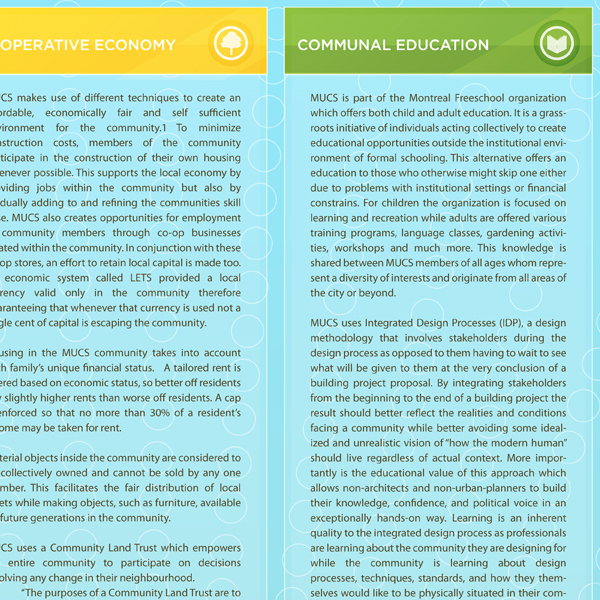 OPERATIVE ECONOMY
CS makes use of different techniques to create an
rdable, economically fair and self sufficient
ironment for the community.1 To minimize
struction costs, members of the community
ticipate in the construction of their own housing
enever possible. This supports the local economy by
viding jobs within the community but also by
dually adding to and refining the communities skill
e. MUCS also creates opportunities for employment
community members through co-op businesses
ated within the community. In conjunction with these
op stores, an effort to retain local capital is made too.
economic system called LETS provided a local
rency valid only in the community therefore
aranteeing that whenever that currency is used not a
gle cent of capital is escaping the community.
using in the MUCS community takes into account
h family's unique financial status. A tailored rent is
ered based on economic status, so better off residents
slightly higher rents than worse off residents. A cap
enforced so that no more than 30% of a resident's
ome may be taken for rent.
terial objects inside the community are considered to
collectively owned and cannot be sold by any one
mber. This facilitates the fair distribution of local
ets while making objects, such as furniture, available
future generations in the community.
CS uses a Community Land Trust which empowers
entire community to participate on decisions
olving any change in their neighbourhood.
"The purposes of a Community Land Trust are to
COMMUNAL EDUCATION
MUCS is part of the Montreal Freeschool organization
which offers both child and adult education. It is a grass-
roots initiative of individuals acting collectively to create
educational opportunities outside the institutional envi-
ronment of formal schooling. This alternative offers an
education to those who otherwise might skip one either
due to problems with institutional settings or financial
constrains. For children the organization is focused on
learning and recreation while adults are offered various
training programs, language classes, gardening activi-
ties, workshops and much more. This knowledge is
shared between MUCS members of all ages whom repre-
sent a diversity of interests and originate from all areas of
the city or beyond.
MUCS uses Integrated Design Processes (IDP), a design
methodology that involves stakeholders during the
design process as opposed to them having to wait to see
what will be given to them at the very conclusion of a
building project proposal. By integrating stakeholders
from the beginning to the end of a building project the
result should better reflect the realities and conditions
facing a community while better avoiding some ideal-
ized and unrealistic vision of "how the modern human"
should live regardless of actual context. More impor-
tantly is the educational value of this approach which
allows non-architects and non-urban-planners to build
their knowledge, confidence, and political voice in an
exceptionally hands-on way. Learning is an inherent
quality to the integrated design process as professionals
are learning about the community they are designing for
while the community is learning about design
processes, techniques, standards, and how they them-
selves would like to be physically situated in their com-